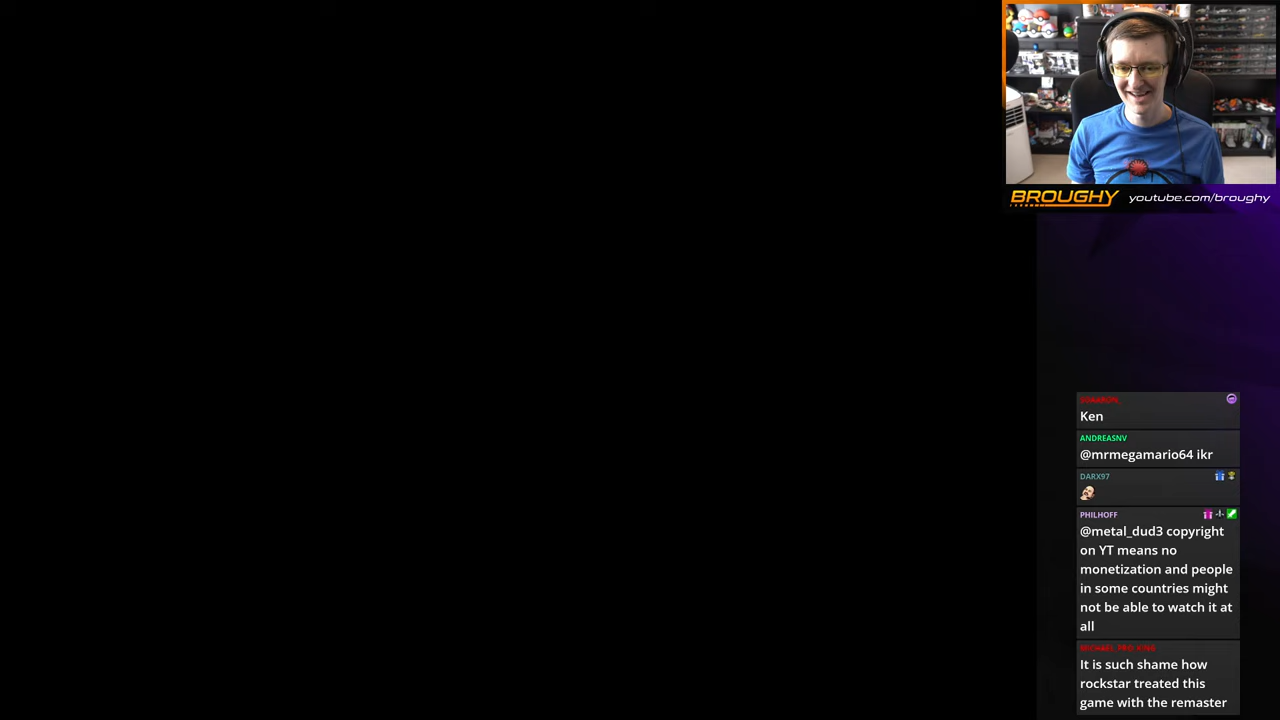 BROUGHY youtube.com/broughy
Ken
ANDREASNV
@mrmegamario64 ikr
DARX97
PHILHOFF
@metal_dud3 copyright
on YT means no
monetization and people
in some countries might
not be able to watch it at
all
MICHAEL_PRO_KING
It is such shame how
rockstar treated this
game with the remaster